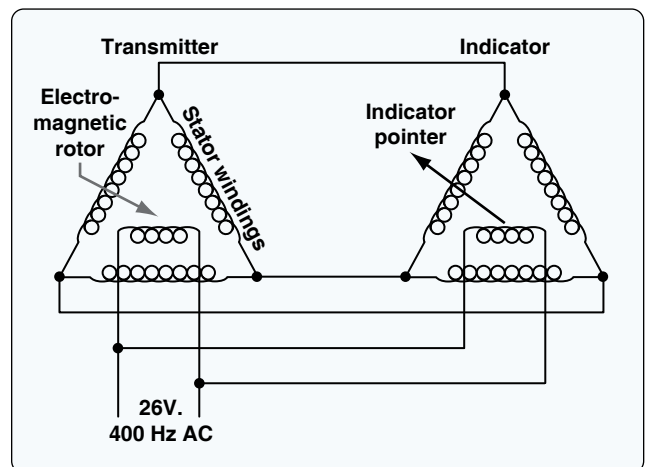 Transmitter
Indicator
Electro-
magnetic
rotor
Stator windings
Indicator
pointer
26V.
400 Hz AC